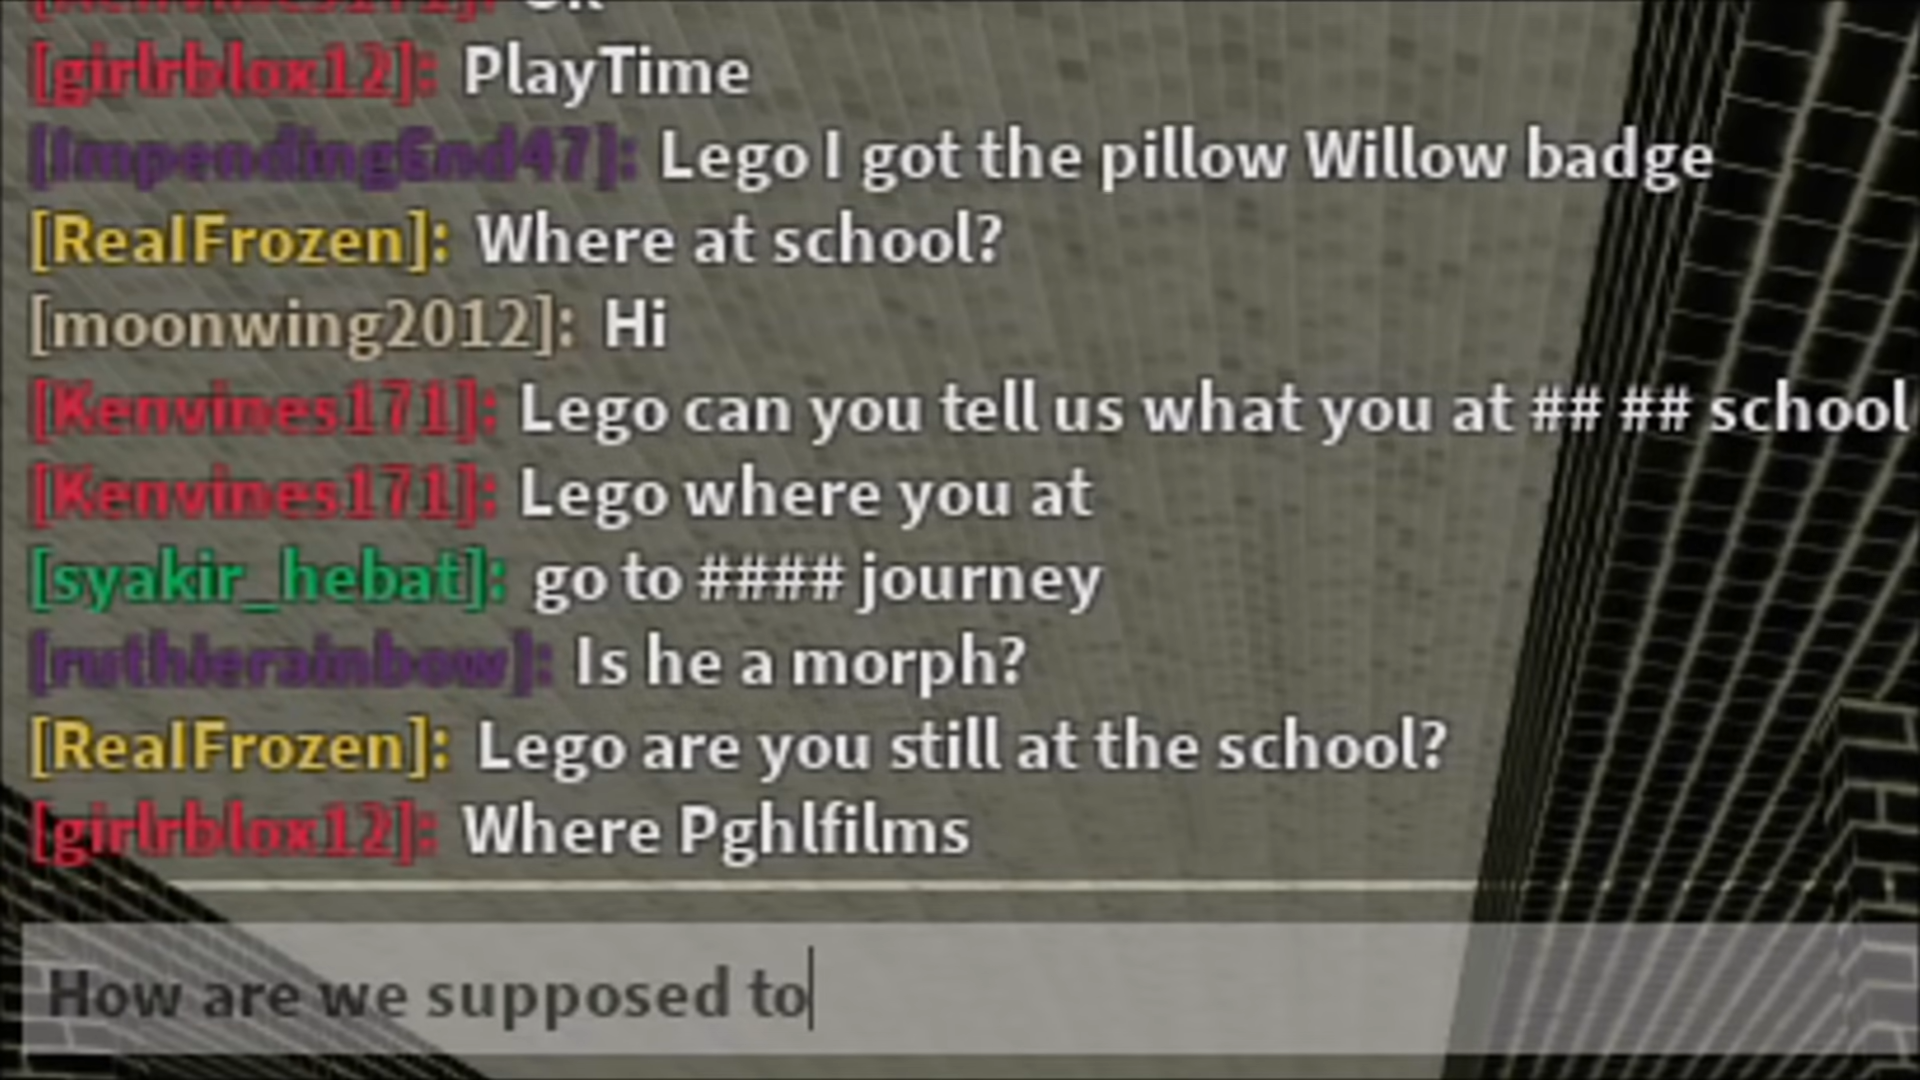 [girlrblox12]: PlayTime
[ImpendingEnd47]: Lego I got the pillow Willow badge
[RealFrozen]: Where at school?
[moonwing2012]: Hi
[Kenvines171]: Lego can you tell us what you at ## ## school
[Kenvines171]: Lego where you at
[syakir_hebat]: go to #### journey
[ruthierainbow]: Is he a morph?
[RealFrozen]: Lego are you still at the school?
[girlrblox12]: Where Pghlfilms
How are we supposed to